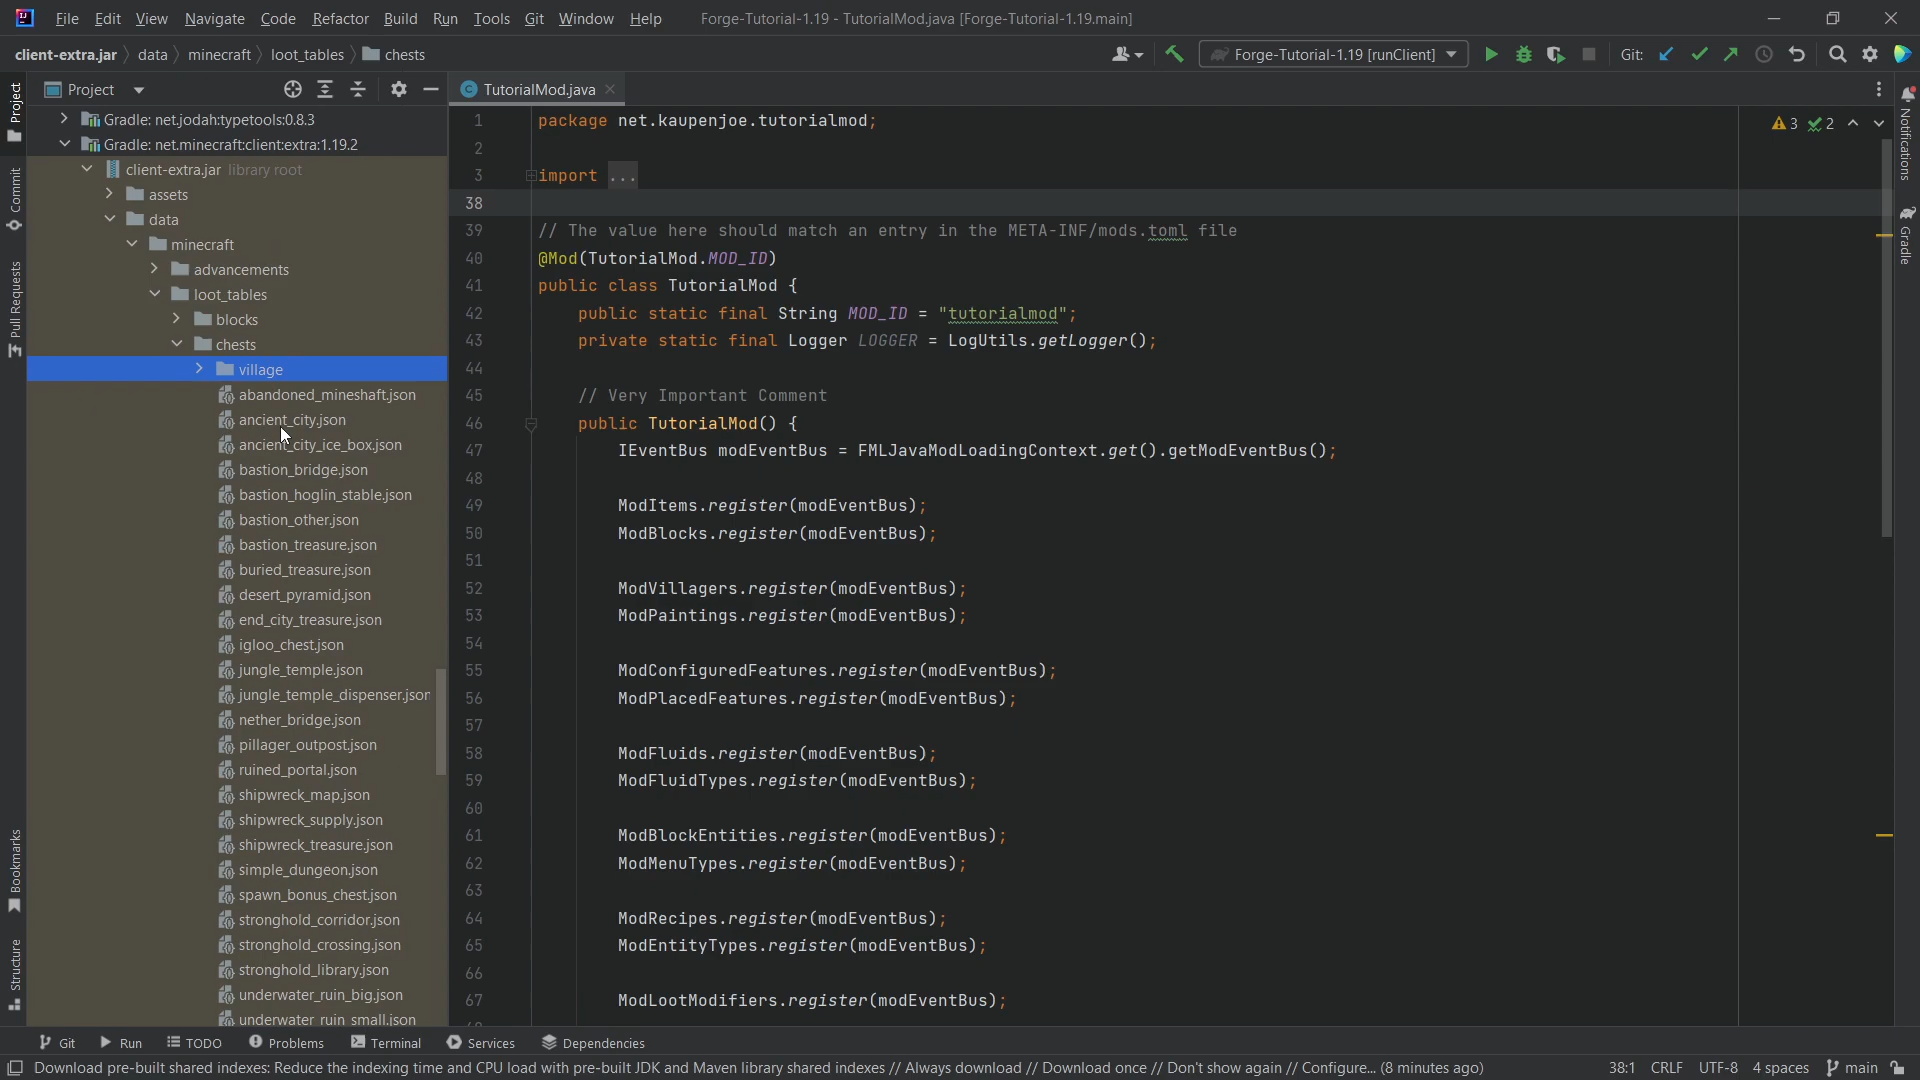 File Edit View Navigate Code Refactor Build Run Tools Git Window Help Forge-Tutorial-1.19 - TutorialMod.java [Forge-Tutorial-1.19.main]
client-extra.jar data minecraft loot_tables chests Forge-Tutorial-1.19 [runClient] Git:
Project
Commit
Pull Requests
Bookmarks
Structure
Project
Gradle: net.jodah:typetools:0.8.3
Gradle: net.minecraft:client:extra:1.19.2
client-extra.jar library root
assets
data
minecraft
advancements
loot_tables
blocks
chests
village
abandoned_mineshaft.json
ancient_city.json
ancient_city_ice_box.json
bastion_bridge.json
bastion_hoglin_stable.json
bastion_other.json
bastion_treasure.json
buried_treasure.json
desert_pyramid.json
end_city_treasure.json
igloo_chest.json
jungle_temple.json
jungle_temple_dispenser.json
nether_bridge.json
pillager_outpost.json
ruined_portal.json
shipwreck_map.json
shipwreck_supply.json
shipwreck_treasure.json
simple_dungeon.json
spawn_bonus_chest.json
stronghold_corridor.json
stronghold_crossing.json
stronghold_library.json
underwater_ruin_big.json
underwater_ruin_small.json
TutorialMod.java
3 2
1 package net.kaupenjoe.tutorialmod;
2
3 import ...
38
39 // The value here should match an entry in the META-INF/mods.toml file
40 @Mod(TutorialMod.MOD_ID)
41 public class TutorialMod {
42 public static final String MOD_ID = "tutorialmod";
43 private static final Logger LOGGER = LogUtils.getLogger();
44
45 // Very Important Comment
46 public TutorialMod() {
47 IEventBus modEventBus = FMLJavaModLoadingContext.get().getModEventBus();
48
49 ModItems.register(modEventBus);
50 ModBlocks.register(modEventBus);
51
52 ModVillagers.register(modEventBus);
53 ModPaintings.register(modEventBus);
54
55 ModConfiguredFeatures.register(modEventBus);
56 ModPlacedFeatures.register(modEventBus);
57
58 ModFluids.register(modEventBus);
59 ModFluidTypes.register(modEventBus);
60
61 ModBlockEntities.register(modEventBus);
62 ModMenuTypes.register(modEventBus);
63
64 ModRecipes.register(modEventBus);
65 ModEntityTypes.register(modEventBus);
66
67 ModLootModifiers.register(modEventBus);
Notifications
Gradle
Git Run TODO Problems Terminal Services Dependencies
Download pre-built shared indexes: Reduce the indexing time and CPU load with pre-built JDK and Maven library shared indexes // Always download // Download once // Don't show again // Configure... (8 minutes ago) 38:1 CRLF UTF-8 4 spaces main